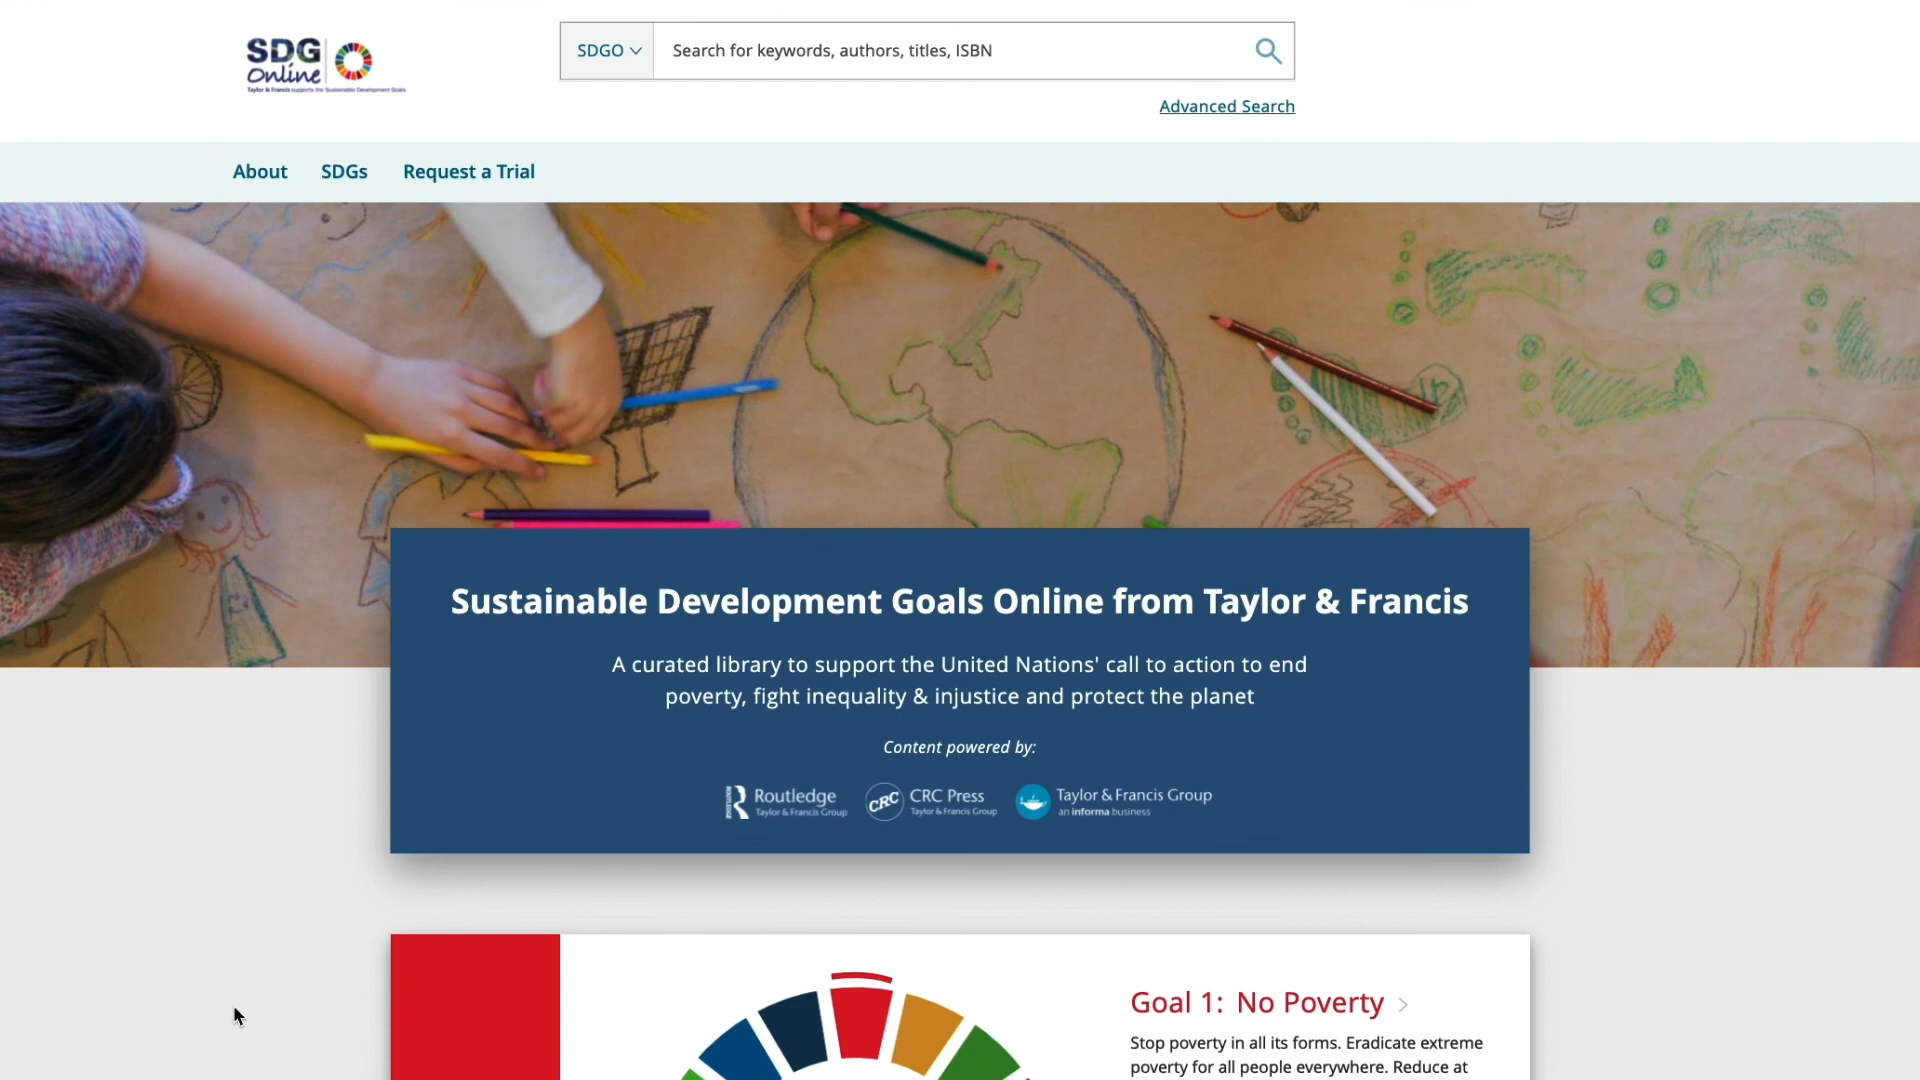 SDG
Online
Taylor & Francis supports the Sustainable Development Goals
SDGO
Search for keywords, authors, titles, ISBN
Advanced Search
About
SDGs
Request a Trial
Sustainable Development Goals Online from Taylor & Francis
A curated library to support the United Nations' call to action to end
poverty, fight inequality & injustice and protect the planet
Content powered by:
ROUTLEDGE
Routledge
Taylor & Francis Group
CRC
CRC Press
Taylor & Francis Group
Taylor & Francis Group
an informa business
Goal 1: No Poverty
Stop poverty in all its forms. Eradicate extreme
poverty for all people everywhere. Reduce at